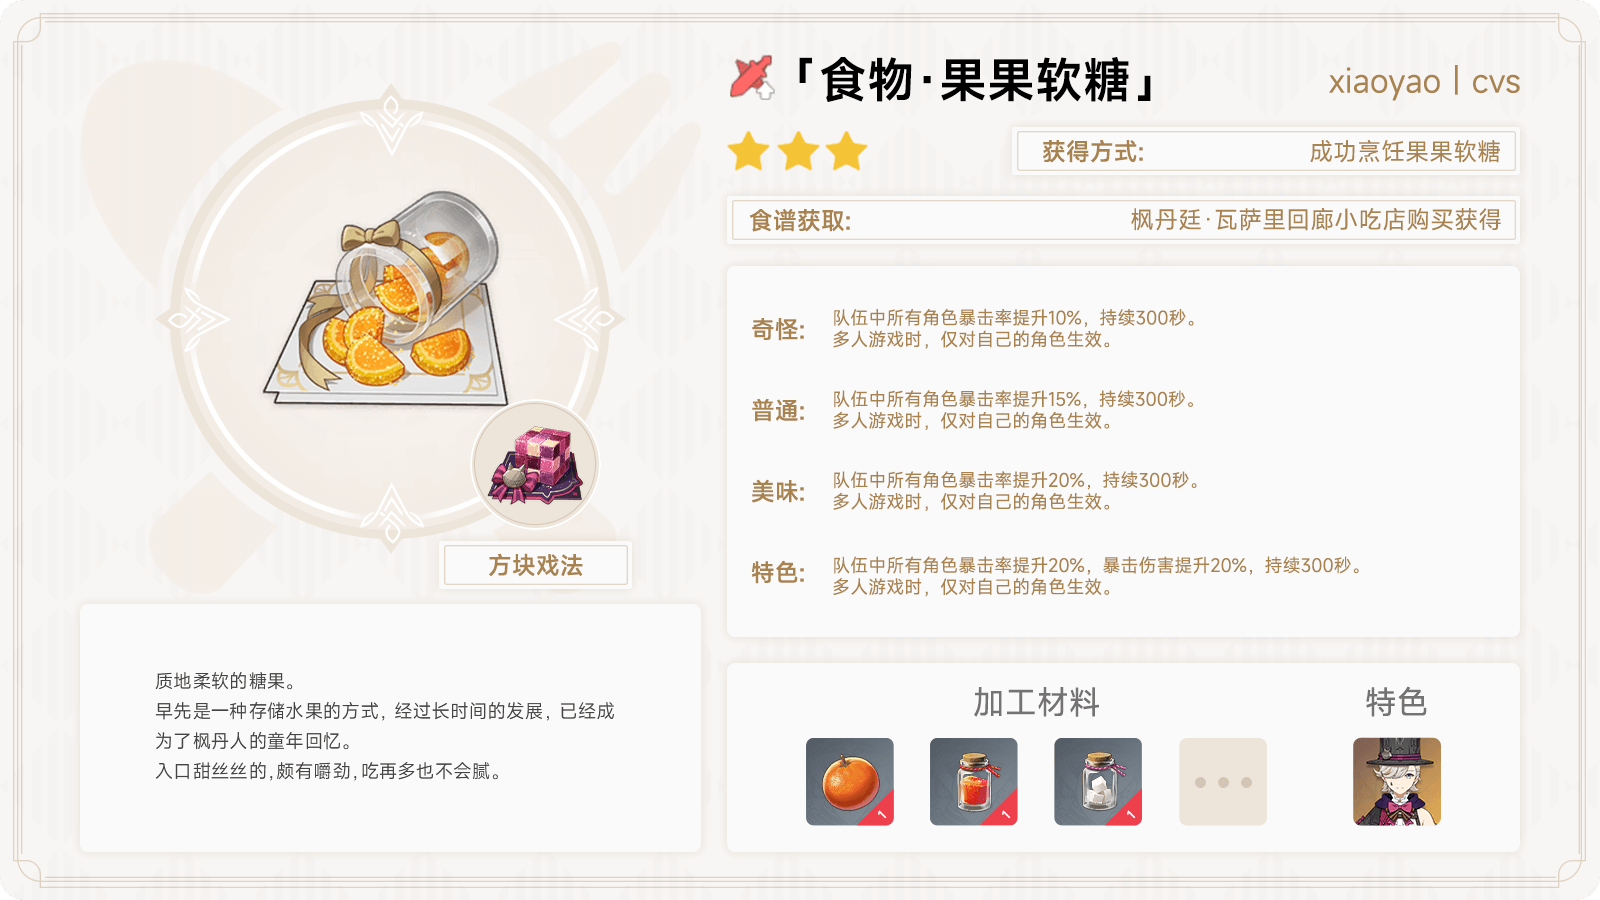 「食物·果果软糖」
xiaoyao | cvs
获得方式:
成功烹饪果果软糖
食谱获取:
枫丹廷·瓦萨里回廊小吃店购买获得
奇怪:
队伍中所有角色暴击率提升10%，持续300秒。
多人游戏时，仅对自己的角色生效。
普通:
队伍中所有角色暴击率提升15%，持续300秒。
多人游戏时，仅对自己的角色生效。
美味:
队伍中所有角色暴击率提升20%，持续300秒。
多人游戏时，仅对自己的角色生效。
特色:
队伍中所有角色暴击率提升20%，暴击伤害提升20%，持续300秒。
多人游戏时，仅对自己的角色生效。
方块戏法
质地柔软的糖果。
早先是一种存储水果的方式，经过长时间的发展，已经成
为了枫丹人的童年回忆。
入口甜丝丝的,颇有嚼劲,吃再多也不会腻。
加工材料
特色
1
1
1